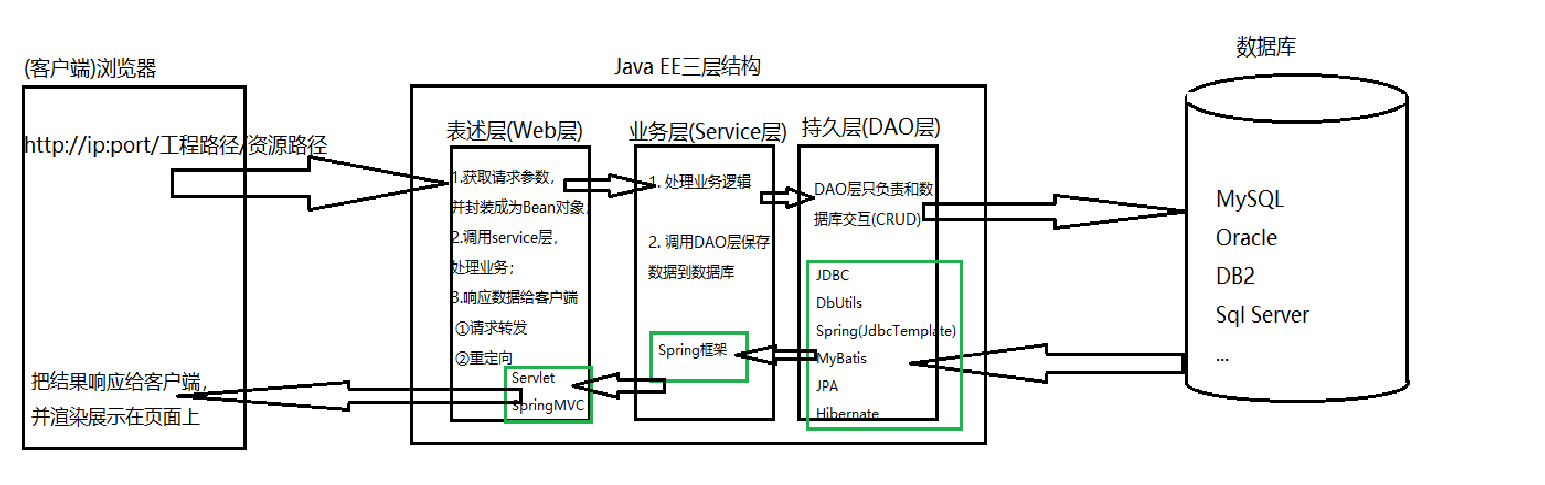 (客户端)浏览器
http://ip:port/工程路径/资源路径
把结果响应给客户端，
并渲染展示在页面上
Java EE三层结构
表述层(Web层)
1.获取请求参数，
并封装成为Bean对象，
2.调用service层，
处理业务；
3.响应数据给客户端
①请求转发
②重定向
Servlet
SpringMVC
业务层(Service层)
1. 处理业务逻辑
2. 调用DAO层保存
数据到数据库
Spring框架
持久层(DAO层)
DAO层只负责和数
据库交互(CRUD)
JDBC
DbUtils
Spring(JdbcTemplate)
MyBatis
JPA
Hibernate
数据库
MySQL
Oracle
DB2
Sql Server
...